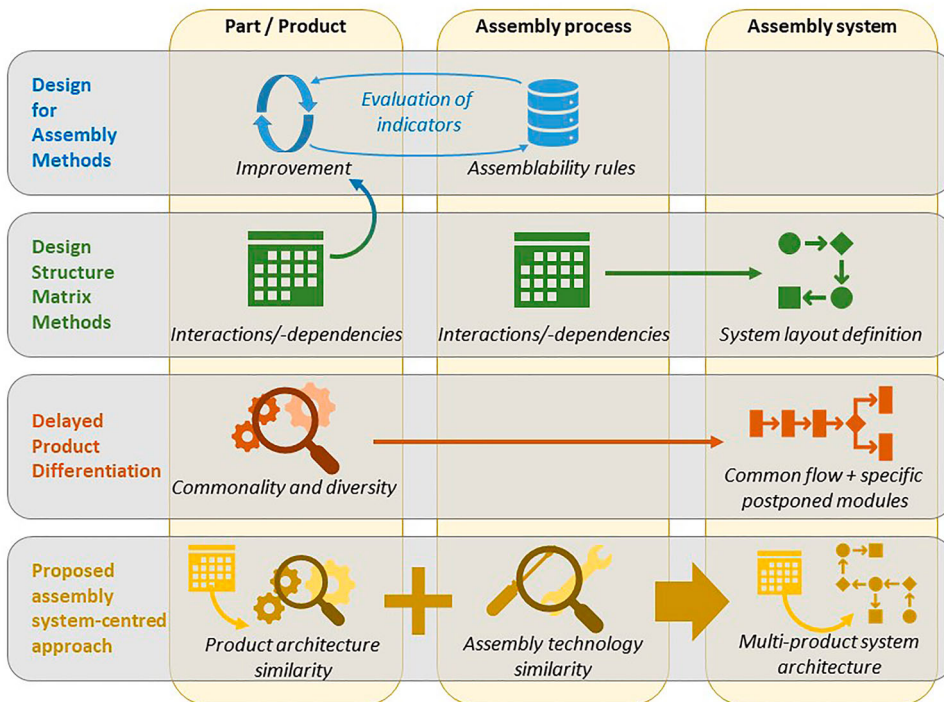 Part / Product
Assembly process
Assembly system
Design
for
Assembly
Methods
Evaluation of
indicators
Improvement
Assemblability rules
Design
Structure
Matrix
Methods
Interactions/-dependencies
Interactions/-dependencies
System layout definition
Delayed
Product
Differentiation
Commonality and diversity
Common flow + specific
postponed modules
Proposed
assembly
system-centred
approach
Product architecture
similarity
Assembly technology
similarity
Multi-product system
architecture